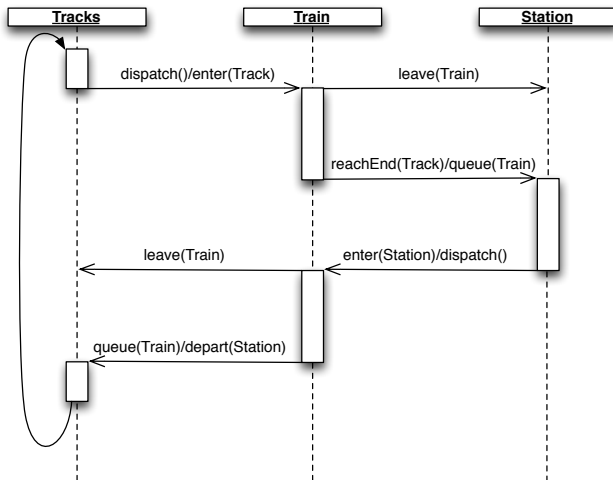 Tracks
Train
Station
dispatch()/enter(Track)
leave(Train)
reachEnd(Track)/queue(Train)
leave(Train)
enter(Station)/dispatch()
queue(Train)/depart(Station)